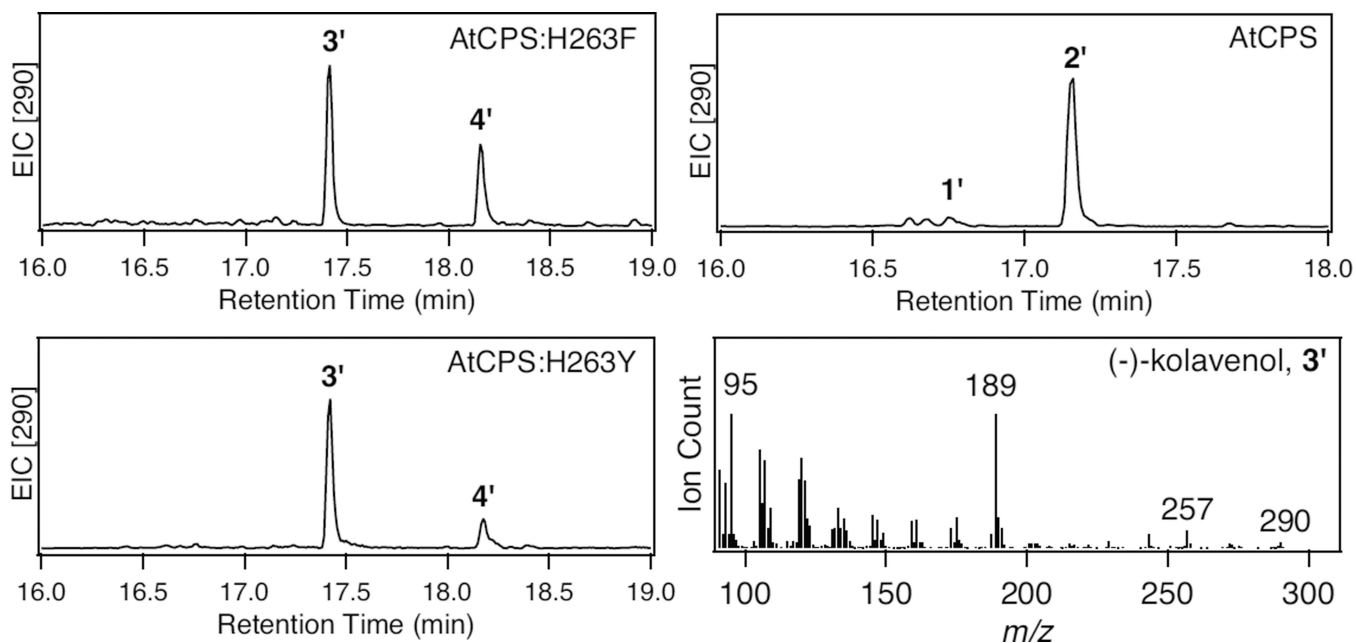 AtCPS:H263F
3'
4'
EIC [290]
16.0 16.5 17.0 17.5 18.0 18.5 19.0
Retention Time (min)
AtCPS
2'
1'
EIC [290]
16.0 16.5 17.0 17.5 18.0
Retention Time (min)
AtCPS:H263Y
3'
4'
EIC [290]
16.0 16.5 17.0 17.5 18.0 18.5 19.0
Retention Time (min)
(-)-kolavenol, 3'
95
189
257
290
Ion Count
100 150 200 250 300
m/z